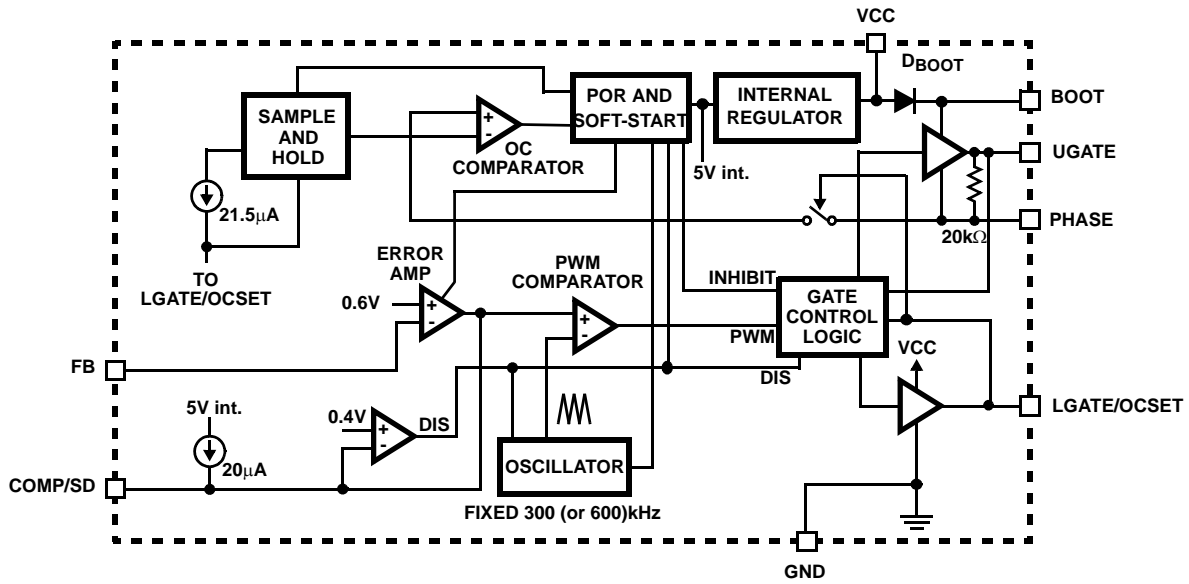 VCC
D_BOOT
BOOT
SAMPLE
AND
HOLD
+
-
OC
COMPARATOR
POR AND
SOFT-START
INTERNAL
REGULATOR
5V int.
UGATE
21.5μA
PHASE
20kΩ
TO
LGATE/OCSET
ERROR
AMP
0.6V
+
-
PWM
COMPARATOR
+
-
INHIBIT
PWM
DIS
GATE
CONTROL
LOGIC
VCC
FB
5V int.
20μA
0.4V
+
-
DIS
LGATE/OCSET
COMP/SD
OSCILLATOR
FIXED 300 (or 600)kHz
GND